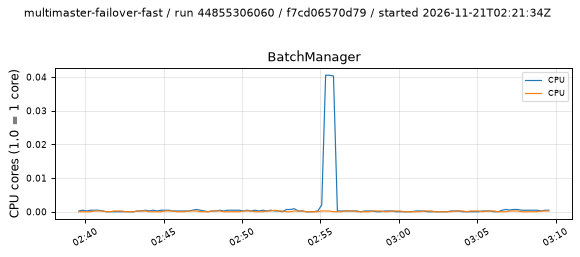 multimaster-failover-fast / run 44855306060 / f7cd06570d79 / started 2026-11-21T02:21:34Z
BatchManager
CPU cores (1.0 = 1 core)
0.04
0.03
0.02
0.01
0.00
CPU
CPU
02:40
02:45
02:50
02:55
03:00
03:05
03:10